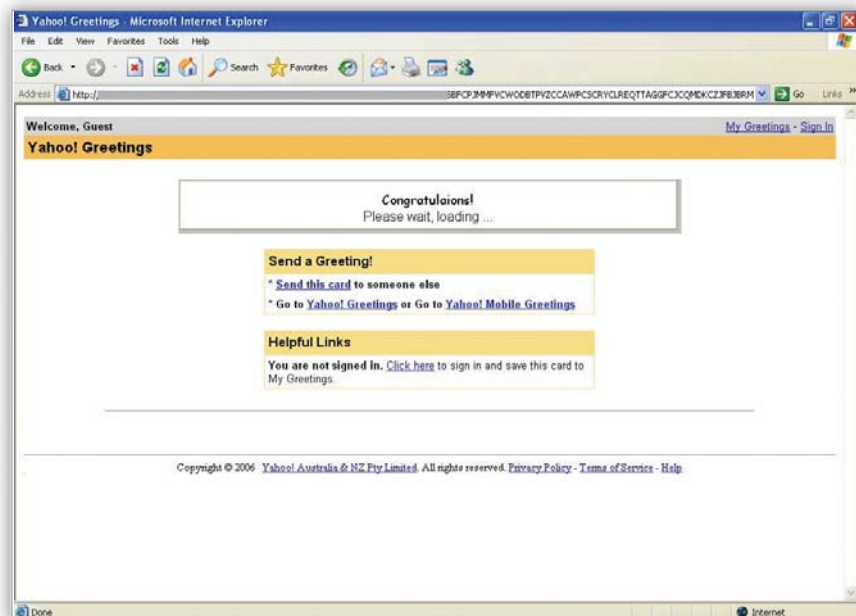 Yahoo! Greetings - Microsoft Internet Explorer
File Edit View Favorites Tools Help
Back Search Favorites
Address http:/ Go Links »
Welcome, Guest My Greetings - Sign In
Yahoo! Greetings
Congratulaions!
Please wait, loading ...
Send a Greeting!
* Send this card to someone else
* Go to Yahoo! Greetings or Go to Yahoo! Mobile Greetings
Helpful Links
You are not signed in. Click here to sign in and save this card to
My Greetings.
Copyright © 2006 Yahoo! Australia & NZ Pty Limited. All rights reserved. Privacy Policy - Terms of Service - Help
Done Internet